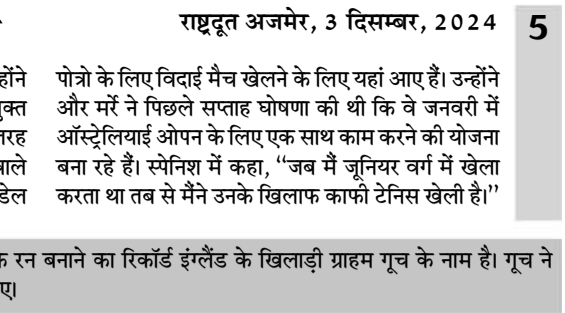 राष्ट्रदूत अजमेर, 3 दिसम्बर, 2024
5
पोत्रो के लिए विदाई मैच खेलने के लिए यहां आए हैं। उन्होंने
और मर्रे ने पिछले सप्ताह घोषणा की थी कि वे जनवरी में
ऑस्ट्रेलियाई ओपन के लिए एक साथ काम करने की योजना
बना रहे हैं। स्पेनिश में कहा, ‘‘जब मैं जूनियर वर्ग में खेला
करता था तब से मैंने उनके खिलाफ काफी टेनिस खेली है।’’
रन बनाने का रिकॉर्ड इंग्लैंड के खिलाड़ी ग्राहम गूच के नाम है। गूच ने